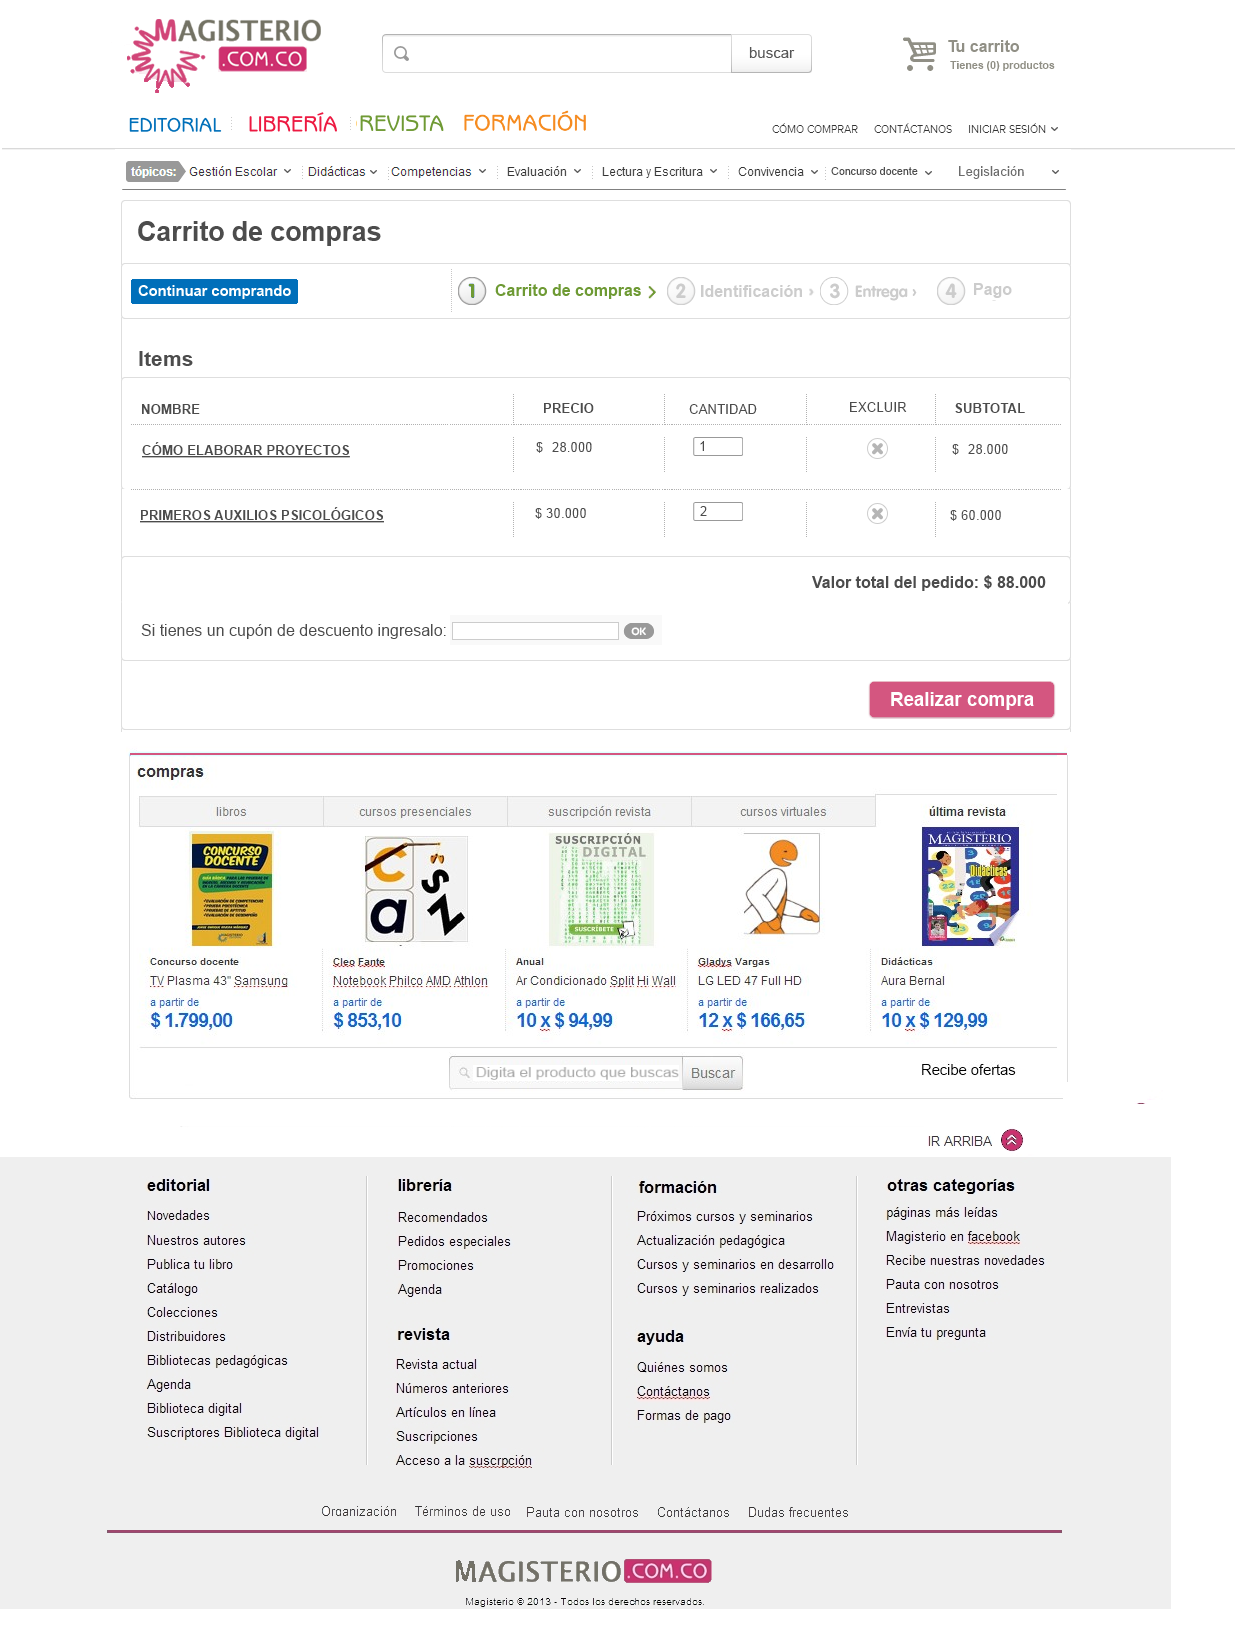 MAGISTERIO
.COM.CO
buscar
Tu carrito
Tienes (0) productos
EDITORIAL LIBRERÍA REVISTA FORMACIÓN
CÓMO COMPRAR CONTÁCTANOS INICIAR SESIÓN
tópicos: Gestión Escolar Didácticas Competencias Evaluación Lectura y Escritura Convivencia Concurso docente Legislación
Carrito de compras
Continuar comprando
1 Carrito de compras › 2 Identificación › 3 Entrega › 4 Pago
Items
NOMBRE PRECIO CANTIDAD EXCLUIR SUBTOTAL
CÓMO ELABORAR PROYECTOS $ 28.000 1 $ 28.000
PRIMEROS AUXILIOS PSICOLÓGICOS $ 30.000 2 $ 60.000
Valor total del pedido: $ 88.000
Si tienes un cupón de descuento ingresalo: OK
Realizar compra
compras
libros cursos presenciales suscripción revista cursos virtuales última revista
CONCURSO
DOCENTE
c
a
s
z
SUSCRIPCIÓN
DIGITAL
SUSCRÍBETE
MAGISTERIO
Didácticas
Concurso docente Cleo Fante Anual Gladys Vargas Didácticas
TV Plasma 43" Samsung Notebook Philco AMD Athlon Ar Condicionado Split Hi Wall LG LED 47 Full HD Aura Bernal
a partir de a partir de a partir de a partir de a partir de
$ 1.799,00 $ 853,10 10 x $ 94,99 12 x $ 166,65 10 x $ 129,99
Digita el producto que buscas Buscar
Recibe ofertas
IR ARRIBA
editorial
Novedades
Nuestros autores
Publica tu libro
Catálogo
Colecciones
Distribuidores
Bibliotecas pedagógicas
Agenda
Biblioteca digital
Suscriptores Biblioteca digital
librería
Recomendados
Pedidos especiales
Promociones
Agenda
revista
Revista actual
Números anteriores
Artículos en línea
Suscripciones
Acceso a la suscrpción
formación
Próximos cursos y seminarios
Actualización pedagógica
Cursos y seminarios en desarrollo
Cursos y seminarios realizados
ayuda
Quiénes somos
Contáctanos
Formas de pago
otras categorías
páginas más leídas
Magisterio en facebook
Recibe nuestras novedades
Pauta con nosotros
Entrevistas
Envía tu pregunta
Organización Términos de uso Pauta con nosotros Contáctanos Dudas frecuentes
MAGISTERIO.COM.CO
Magisterio © 2013 - Todos los derechos reservados.